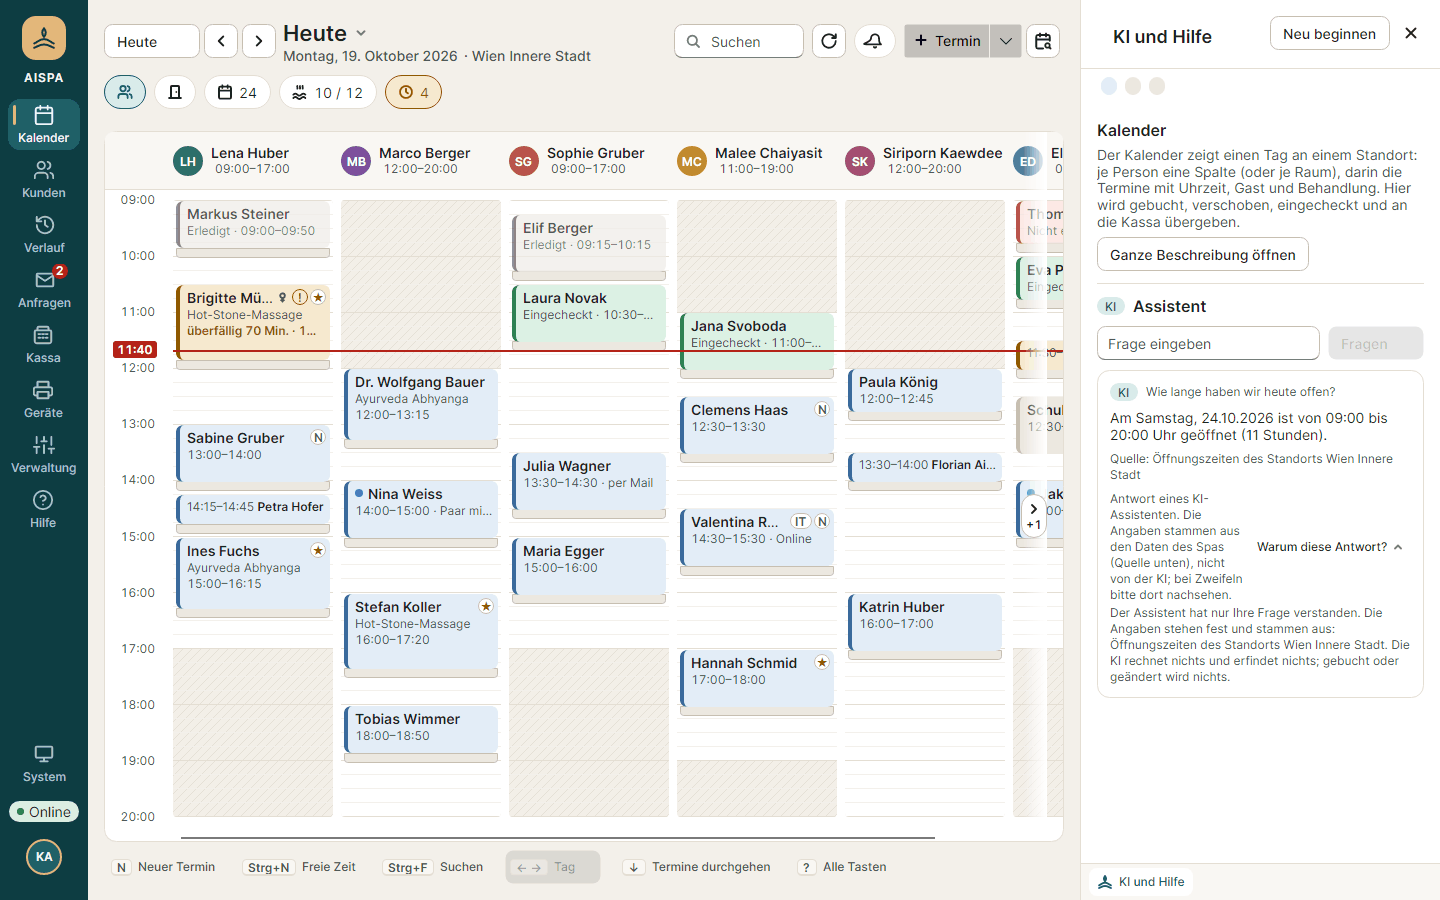 AISPA
Kalender
Kunden
Verlauf
2
Anfragen
Kassa
Geräte
Verwaltung
Hilfe
System
Online
KA
Heute
Heute
Montag, 19. Oktober 2026 · Wien Innere Stadt
Suchen
+ Termin
24
10 / 12
4
LH
Lena Huber
09:00–17:00
MB
Marco Berger
12:00–20:00
SG
Sophie Gruber
09:00–17:00
MC
Malee Chaiyasit
11:00–19:00
SK
Siriporn Kaewdee
12:00–20:00
ED
09:00
10:00
11:00
11:40
12:00
13:00
14:00
15:00
16:00
17:00
18:00
19:00
20:00
Markus Steiner
Erledigt · 09:00–09:50
Brigitte Mü...
Hot-Stone-Massage
überfällig 70 Min. · 1...
Sabine Gruber
N
13:00–14:00
14:15–14:45 Petra Hofer
Ines Fuchs
Ayurveda Abhyanga
15:00–16:15
Dr. Wolfgang Bauer
Ayurveda Abhyanga
12:00–13:15
Nina Weiss
14:00–15:00 · Paar mi...
Stefan Koller
Hot-Stone-Massage
16:00–17:20
Tobias Wimmer
18:00–18:50
Elif Berger
Erledigt · 09:15–10:15
Laura Novak
Eingecheckt · 10:30–...
Julia Wagner
13:30–14:30 · per Mail
Maria Egger
15:00–16:00
Jana Svoboda
Eingecheckt · 11:00–...
Clemens Haas
N
12:30–13:30
Valentina R...
IT
N
14:30–15:30 · Online
Hannah Schmid
17:00–18:00
Paula König
12:00–12:45
13:30–14:00 Florian Ai...
Katrin Huber
16:00–17:00
Thom
Nicht e
Eva P
Eingec
11:30
Schul
12:30
+1
N
Neuer Termin
Strg+N
Freie Zeit
Strg+F
Suchen
← →
Tag
↓
Termine durchgehen
?
Alle Tasten
KI und Hilfe
Neu beginnen
Kalender
Der Kalender zeigt einen Tag an einem Standort:
je Person eine Spalte (oder je Raum), darin die
Termine mit Uhrzeit, Gast und Behandlung. Hier
wird gebucht, verschoben, eingecheckt und an
die Kassa übergeben.
Ganze Beschreibung öffnen
KI
Assistent
Frage eingeben
Fragen
KI
Wie lange haben wir heute offen?
Am Samstag, 24.10.2026 ist von 09:00 bis
20:00 Uhr geöffnet (11 Stunden).
Quelle: Öffnungszeiten des Standorts Wien Innere
Stadt
Antwort eines KI-
Assistenten. Die
Angaben stammen aus
den Daten des Spas
(Quelle unten), nicht
von der KI; bei Zweifeln
bitte dort nachsehen.
Warum diese Antwort?
Der Assistent hat nur Ihre Frage verstanden. Die
Angaben stehen fest und stammen aus:
Öffnungszeiten des Standorts Wien Innere Stadt. Die
KI rechnet nichts und erfindet nichts; gebucht oder
geändert wird nichts.
KI und Hilfe